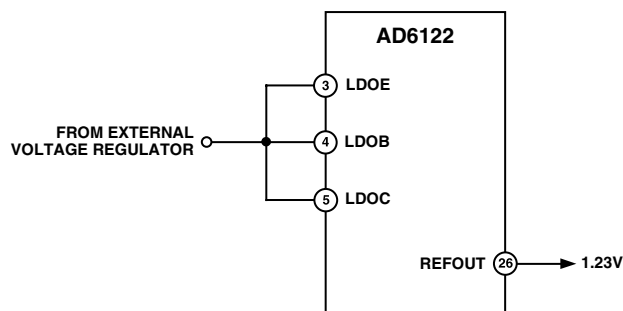 AD6122
3 LDOE
FROM EXTERNAL
VOLTAGE REGULATOR
4 LDOB
5 LDOC
REFOUT 26 1.23V